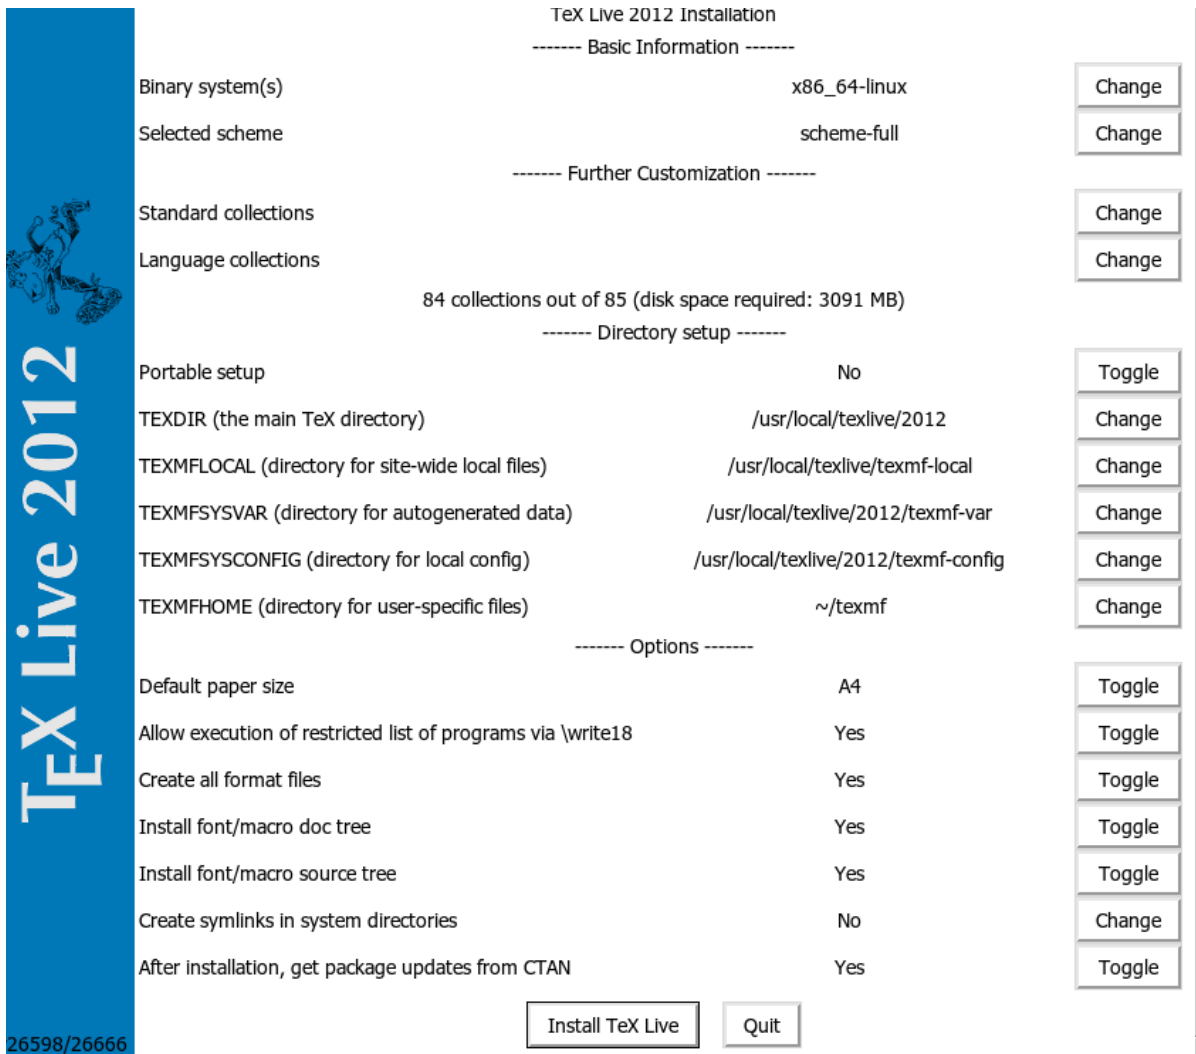 TeX Live 2012 Installation
------- Basic Information -------
Binary system(s) x86_64-linux Change
Selected scheme scheme-full Change
------- Further Customization -------
Standard collections Change
Language collections Change
84 collections out of 85 (disk space required: 3091 MB)
------- Directory setup -------
Portable setup No Toggle
TEXDIR (the main TeX directory) /usr/local/texlive/2012 Change
TEXMFLOCAL (directory for site-wide local files) /usr/local/texlive/texmf-local Change
TEXMFSYSVAR (directory for autogenerated data) /usr/local/texlive/2012/texmf-var Change
TEXMFSYSCONFIG (directory for local config) /usr/local/texlive/2012/texmf-config Change
TEXMFHOME (directory for user-specific files) ~/texmf Change
------- Options -------
Default paper size A4 Toggle
Allow execution of restricted list of programs via \write18 Yes Toggle
Create all format files Yes Toggle
Install font/macro doc tree Yes Toggle
Install font/macro source tree Yes Toggle
Create symlinks in system directories No Change
After installation, get package updates from CTAN Yes Toggle
Install TeX Live Quit
TEX Live 2012
26598/26666